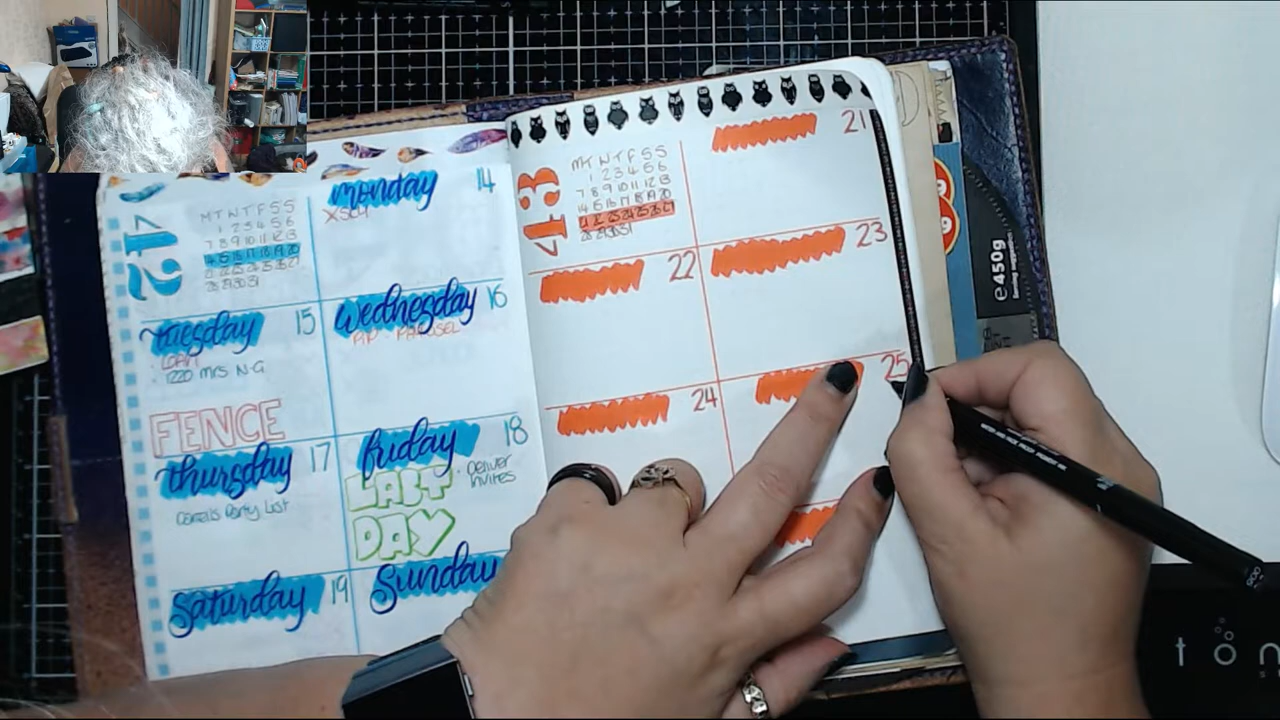 42
M T W T F S S
1 2 3 4 5 6
7 8 9 10 11 12 13
14 15 16 17 18 19 20
21 22 23 24 25 26 27
28 29 30 31
monday 14
tuesday 15
1220 MRS N-G
FENCE
wednesday 16
thursday 17
Party List
friday 18
LAST
DAY
Denver
invites
Saturday 19
Sunday
43
M T W T F S S
1 2 3 4 5 6
7 8 9 10 11 12 13
14 15 16 17 18 19 20
21 22 23 24 25 26 27
28 29 30 31
21
22
23
24
25
e450g